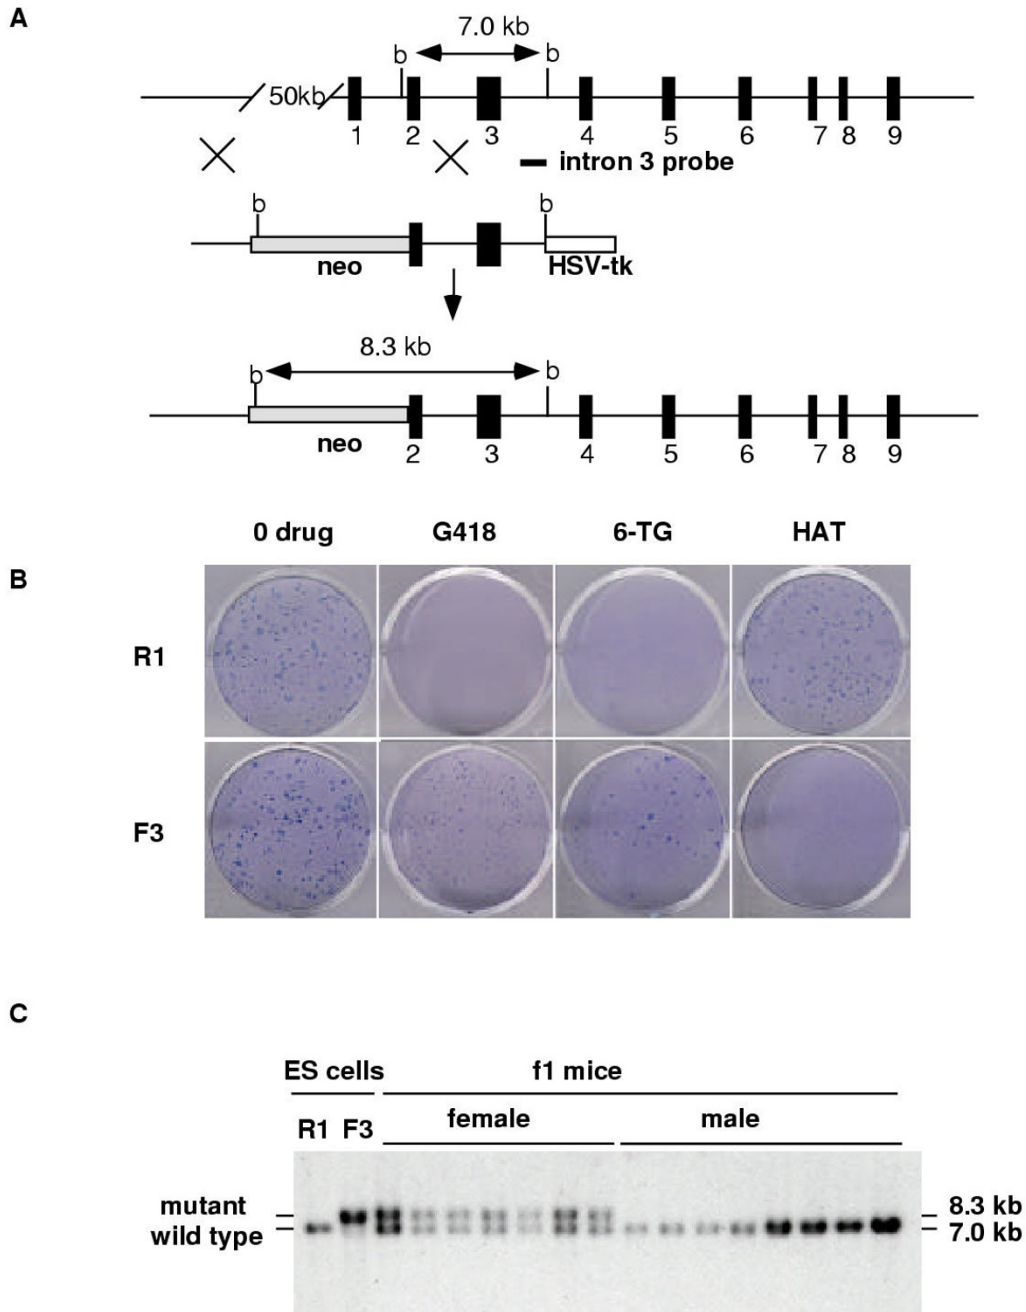 A
7.0 kb
b b
50kb
1 2 3 4 5 6 7 8 9
intron 3 probe
b b
neo HSV-tk
8.3 kb
b b
neo 2 3 4 5 6 7 8 9
0 drug G418 6-TG HAT
B
R1
F3
C
ES cells f1 mice
R1 F3 female male
mutant 8.3 kb
wild type 7.0 kb